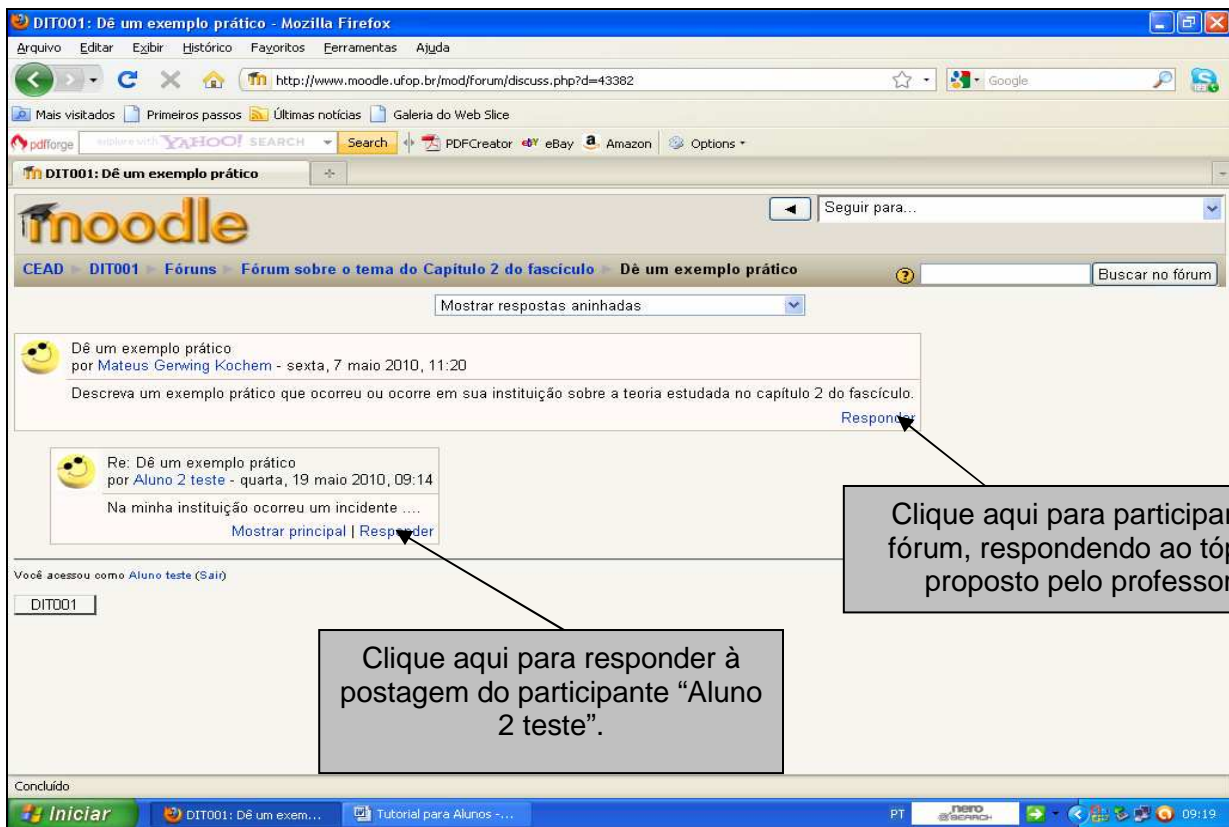 DIT001: Dê um exemplo prático - Mozilla Firefox
Arquivo Editar Exibir Histórico Favoritos Ferramentas Ajuda
http://www.moodle.ufop.br/mod/forum/discuss.php?d=43382
Google
Mais visitados Primeiros passos Últimas notícias Galeria do Web Slice
pdfforge YAHOO! SEARCH Search PDFCreator eBay Amazon Options
DIT001: Dê um exemplo prático
moodle
Seguir para...
CEAD DIT001 Fóruns Fórum sobre o tema do Capítulo 2 do fascículo Dê um exemplo prático
Buscar no fórum
Mostrar respostas aninhadas
Dê um exemplo prático
por Mateus Gerwing Kochem - sexta, 7 maio 2010, 11:20
Descreva um exemplo prático que ocorreu ou ocorre em sua instituição sobre a teoria estudada no capítulo 2 do fascículo.
Responder
Re: Dê um exemplo prático
por Aluno 2 teste - quarta, 19 maio 2010, 09:14
Na minha instituição ocorreu um incidente ....
Mostrar principal | Responder
Clique aqui para participar
fórum, respondendo ao tóp
proposto pelo professor
Você acessou como Aluno teste (Sair)
DIT001
Clique aqui para responder à
postagem do participante “Aluno
2 teste”.
Concluído
Iniciar DIT001: Dê um exem... Tutorial para Alunos -... PT nero SEARCH 09:19